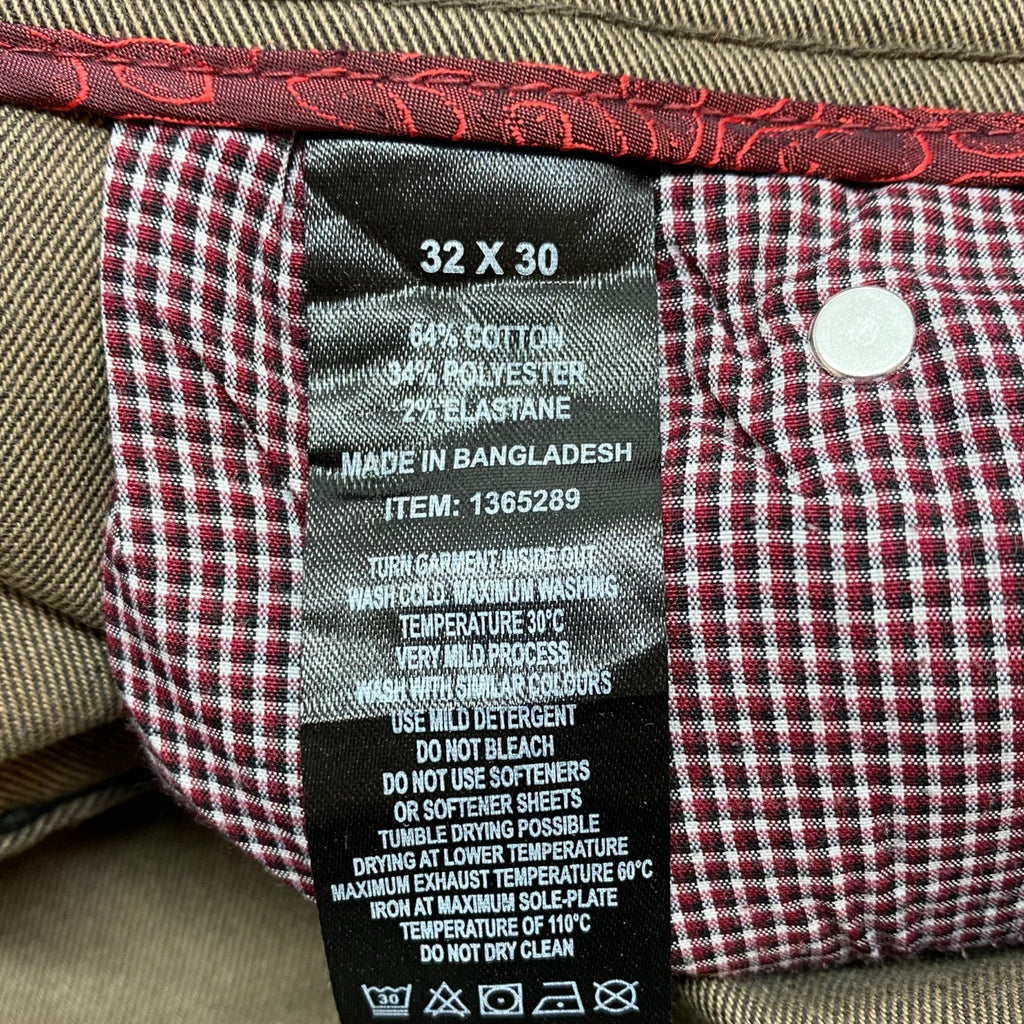 32 X 30
64% COTTON
34% POLYESTER
2% ELASTANE
MADE IN BANGLADESH
ITEM: 1365289
TURN GARMENT INSIDE OUT
WASH COLD. MAXIMUM WASHING
TEMPERATURE 30°C
VERY MILD PROCESS
WASH WITH SIMILAR COLOURS
USE MILD DETERGENT
DO NOT BLEACH
DO NOT USE SOFTENERS
OR SOFTENER SHEETS
TUMBLE DRYING POSSIBLE
DRYING AT LOWER TEMPERATURE
MAXIMUM EXHAUST TEMPERATURE 60°C
IRON AT MAXIMUM SOLE-PLATE
TEMPERATURE OF 110°C
DO NOT DRY CLEAN
30